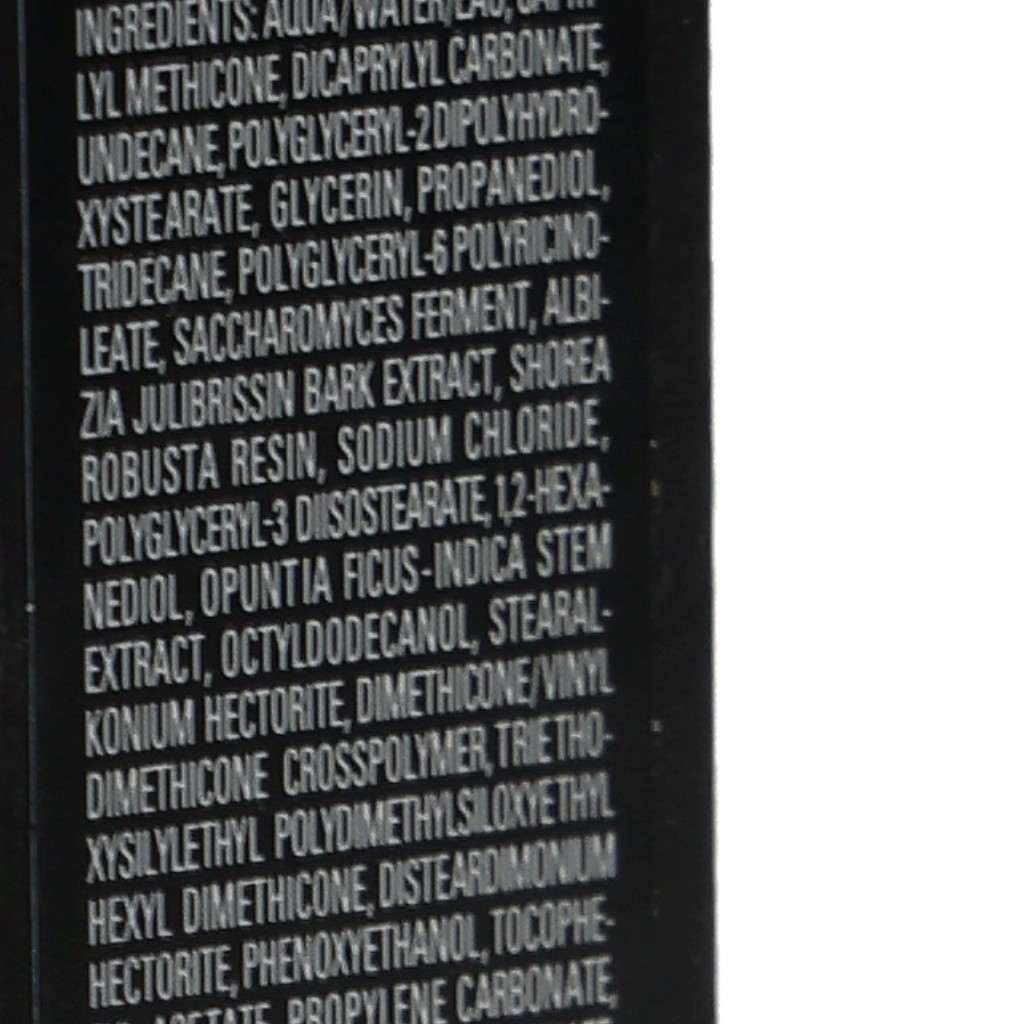 INGREDIENTS: AQUA/WATER/EAU, CAPRY-
LYL METHICONE, DICAPRYLYL CARBONATE,
UNDECANE, POLYGLYCERYL-2 DIPOLYHYDRO-
XYSTEARATE, GLYCERIN, PROPANEDIOL,
TRIDECANE, POLYGLYCERYL-6 POLYRICINO-
LEATE, SACCHAROMYCES FERMENT, ALBI-
ZIA JULIBRISSIN BARK EXTRACT, SHOREA
ROBUSTA RESIN, SODIUM CHLORIDE,
POLYGLYCERYL-3 DIISOSTEARATE, 1,2-HEXA-
NEDIOL, OPUNTIA FICUS-INDICA STEM
EXTRACT, OCTYLDODECANOL, STEARAL-
KONIUM HECTORITE, DIMETHICONE/VINYL
DIMETHICONE CROSSPOLYMER, TRIETHO-
XYSILYLETHYL POLYDIMETHYLSILOXYETHYL
HEXYL DIMETHICONE, DISTEARDIMONIUM
HECTORITE, PHENOXYETHANOL, TOCOPHE-
ACETATE, PROPYLENE CARBONATE,